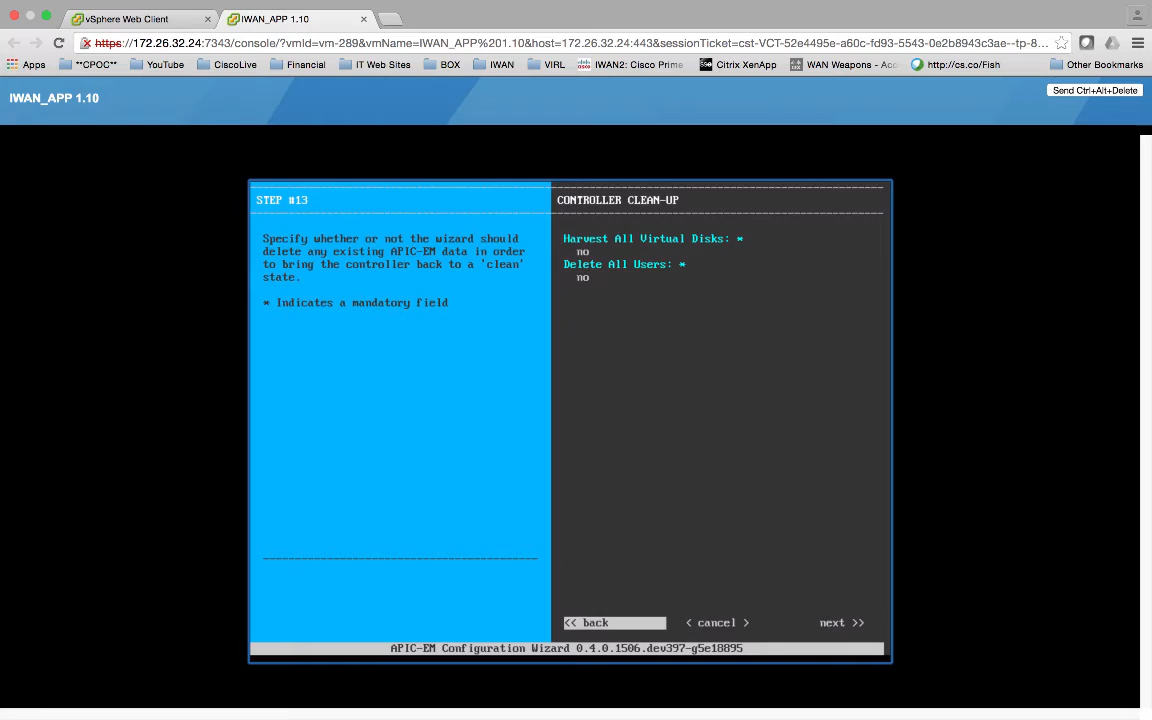 vSphere Web Client
IWAN_APP 1.10
https://172.26.32.24:7343/console/?vmId=vm-289&vmName=IWAN_APP%201.10&host=172.26.32.24:443&sessionTicket=cst-VCT-52e4495e-a60c-fd93-5543-0e2b8943c3ae--tp-8...
Apps
**CPOC**
YouTube
CiscoLive
Financial
IT Web Sites
BOX
IWAN
VIRL
IWAN2: Cisco Prime
Citrix XenApp
WAN Weapons - Acc
http://cs.co/Fish
Other Bookmarks
IWAN_APP 1.10
Send Ctrl+Alt+Delete
STEP #13
Specify whether or not the wizard should
delete any existing APIC-EM data in order
to bring the controller back to a 'clean'
state.
* Indicates a mandatory field
CONTROLLER CLEAN-UP
Harvest All Virtual Disks: *
no
Delete All Users: *
no
<< back
< cancel >
next >>
APIC-EM Configuration Wizard 0.4.0.1506.dev397-g5e18895